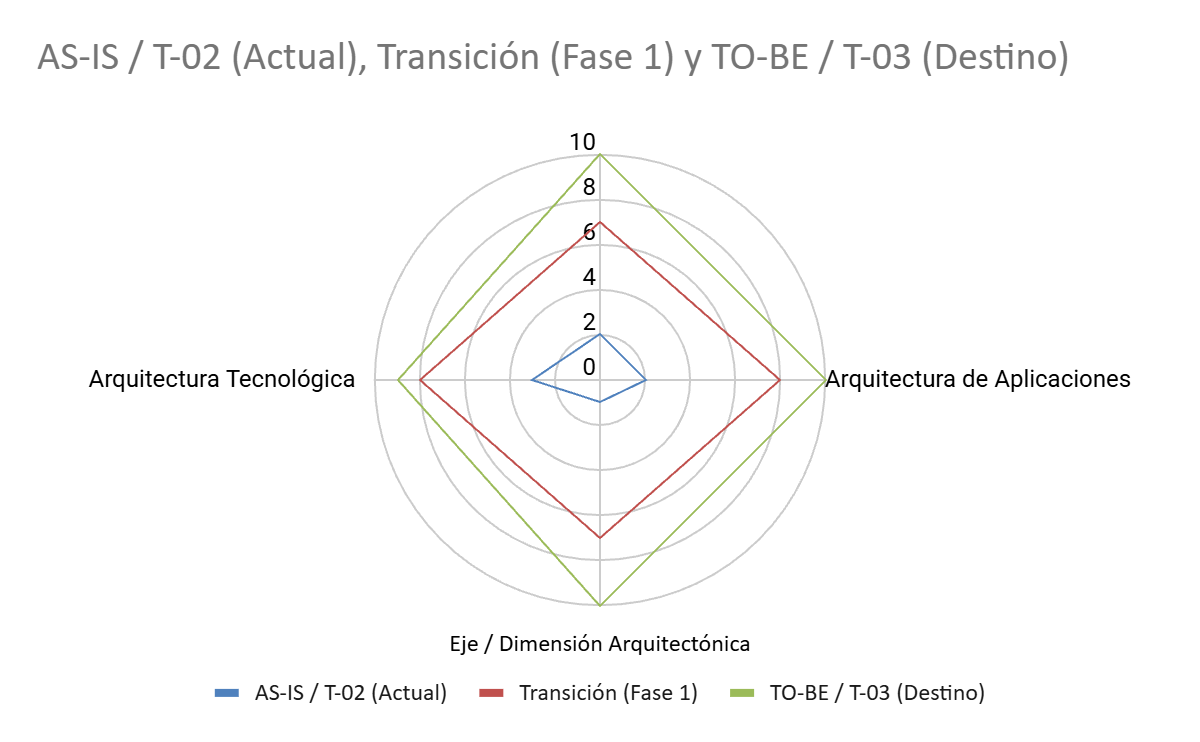 AS-IS / T-02 (Actual), Transición (Fase 1) y TO-BE / T-03 (Destino)
10
8
6
4
2
0
Arquitectura Tecnológica
Arquitectura de Aplicaciones
Eje / Dimensión Arquitectónica
AS-IS / T-02 (Actual)
Transición (Fase 1)
TO-BE / T-03 (Destino)